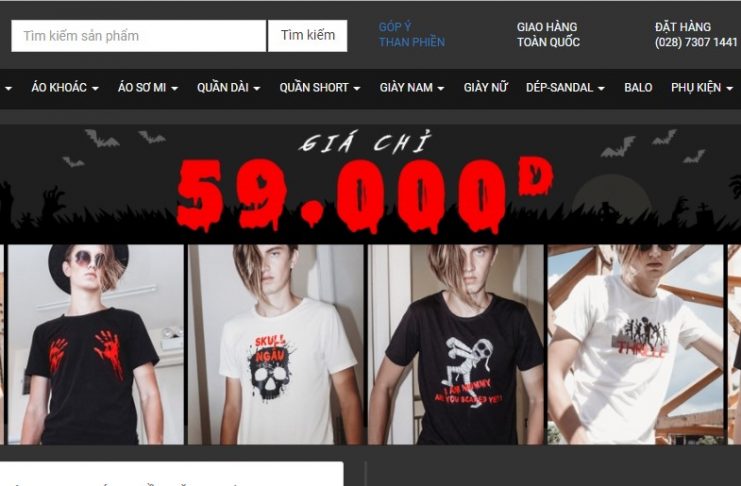 Tìm kiếm sản phẩm
Tìm kiếm
GÓP Ý
THAN PHIỀN
GIAO HÀNG
TOÀN QUỐC
ĐẶT HÀNG
(028) 7307 1441
ÁO KHOÁC
ÁO SƠ MI
QUẦN DÀI
QUẦN SHORT
GIÀY NAM
GIÀY NỮ
DÉP-SANDAL
BALO
PHỤ KIỆN
GIÁ CHỈ
59.000Đ
SKULL
NGẦU
I AM MUMMY
ARE YOU SCARED YET!
THRILLE